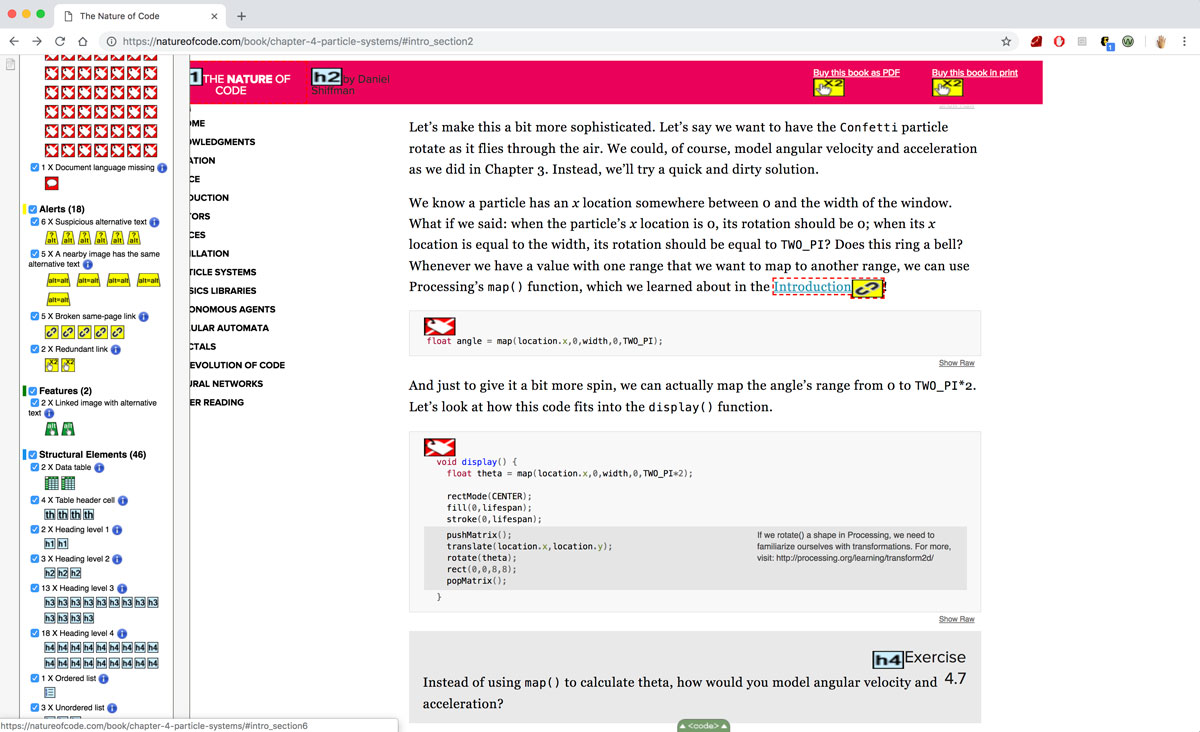 The Nature of Code
https://natureofcode.com/book/chapter-4-particle-systems/#intro_section2
1
1 X Document language missing
Alerts (18)
6 X Suspicious alternative text
? alt ? alt ? alt ? alt ? alt ? alt
5 X A nearby image has the same
alternative text
alt=alt alt=alt alt=alt alt=alt
alt=alt
5 X Broken same-page link
2 X Redundant link
X2 X2
Features (2)
2 X Linked image with alternative
text
alt alt
Structural Elements (46)
2 X Data table
4 X Table header cell
th th th th
2 X Heading level 1
h1 h1
3 X Heading level 2
h2 h2 h2
13 X Heading level 3
h3 h3 h3 h3 h3 h3 h3 h3 h3
h3 h3 h3 h3
18 X Heading level 4
h4 h4 h4 h4 h4 h4 h4 h4 h4
h4 h4 h4 h4 h4 h4 h4 h4 h4
1 X Ordered list
3 X Unordered list
https://natureofcode.com/book/chapter-4-particle-systems/#intro_section6
1 THE NATURE OF
CODE
h2 by Daniel
Shiffman
Buy this book as PDF
X2
Buy this book in print
X2
OME
OWLEDGMENTS
ATION
CE
DUCTION
TORS
CES
ILLATION
TICLE SYSTEMS
SICS LIBRARIES
ONOMOUS AGENTS
ULAR AUTOMATA
CTALS
EVOLUTION OF CODE
URAL NETWORKS
ER READING
Let's make this a bit more sophisticated. Let's say we want to have the Confetti particle
rotate as it flies through the air. We could, of course, model angular velocity and acceleration
as we did in Chapter 3. Instead, we'll try a quick and dirty solution.
We know a particle has an x location somewhere between 0 and the width of the window.
What if we said: when the particle's x location is 0, its rotation should be 0; when its x
location is equal to the width, its rotation should be equal to TWO_PI? Does this ring a bell?
Whenever we have a value with one range that we want to map to another range, we can use
Processing's map() function, which we learned about in the Introduction!
float angle = map(location.x,0,width,0,TWO_PI);
Show Raw
And just to give it a bit more spin, we can actually map the angle's range from 0 to TWO_PI*2.
Let's look at how this code fits into the display() function.
void display() {
float theta = map(location.x,0,width,0,TWO_PI*2);
rectMode(CENTER);
fill(0,lifespan);
stroke(0,lifespan);
pushMatrix();
translate(location.x,location.y);
rotate(theta);
rect(0,0,8,8);
popMatrix();
}
If we rotate() a shape in Processing, we need to
familiarize ourselves with transformations. For more,
visit: http://processing.org/learning/transform2d/
Show Raw
h4 Exercise
4.7
Instead of using map() to calculate theta, how would you model angular velocity and
acceleration?
<code>